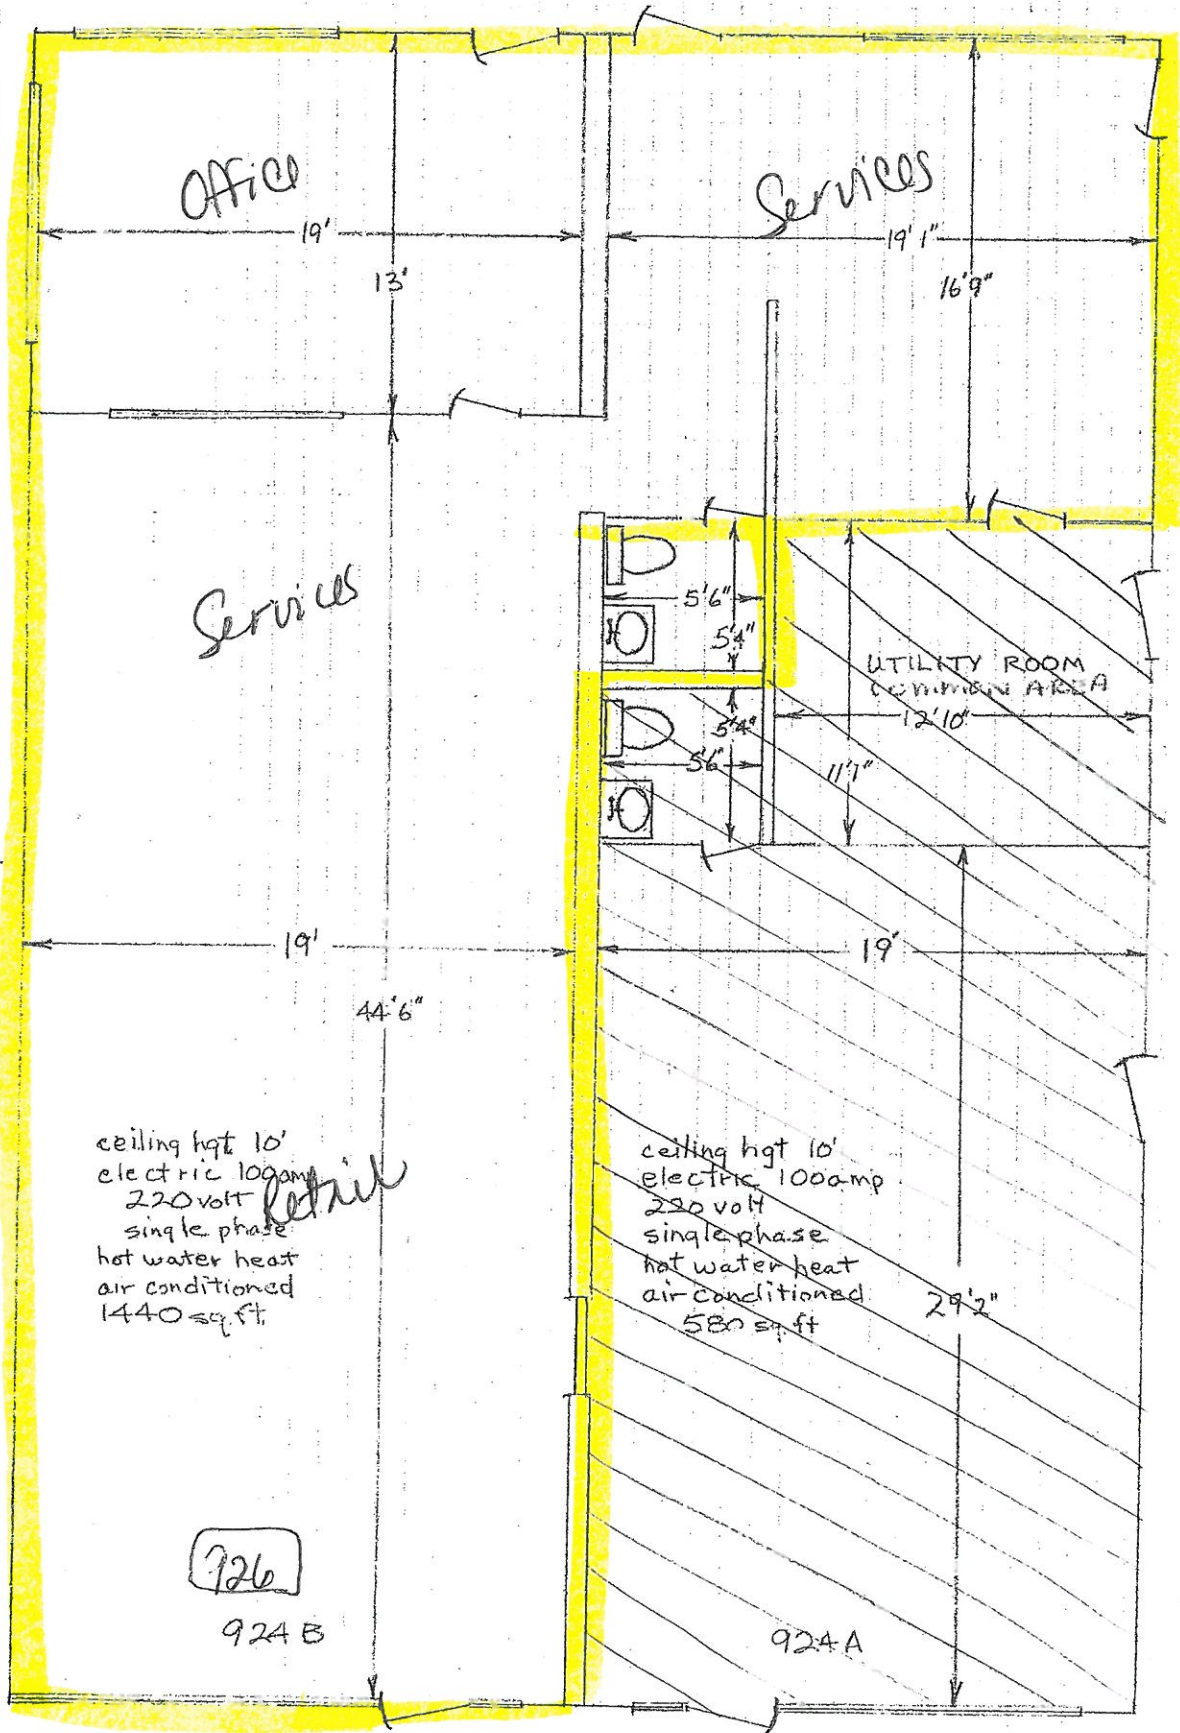 Office
Services
19'
19' 1"
13'
16'9"
Services
5'6"
5'4"
UTILITY ROOM
COMMON AREA
12'10"
5'4"
5'6"
11'7"
19'
19'
44'6"
ceiling hgt 10'
electric 100amp
220 volt
single phase
hot water heat
air conditioned
1440 sq.ft.
Retail
ceiling hgt 10'
electric 100amp
220 volt
single phase
hot water heat
air conditioned
580 sq.ft
29'2"
926
924 B
924 A